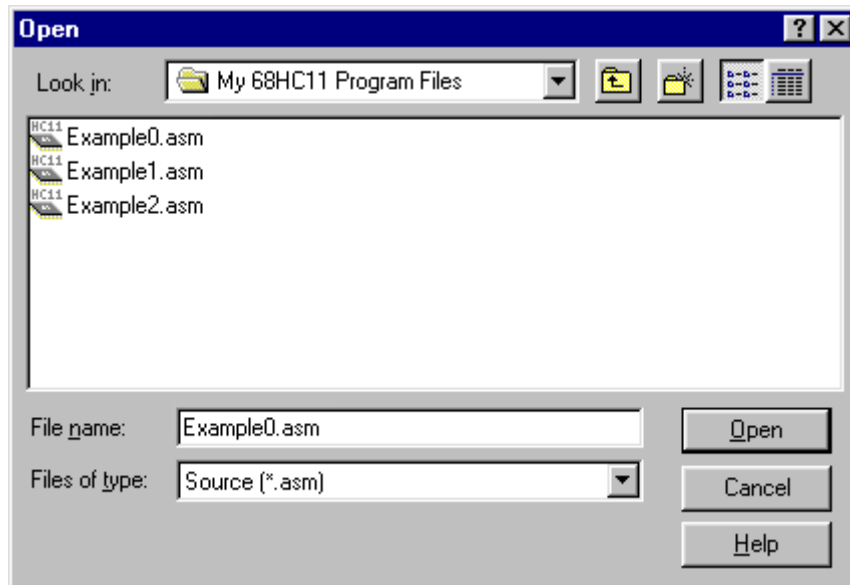 Open
Look in: My 68HC11 Program Files
HC11 Example0.asm
HC11 Example1.asm
HC11 Example2.asm
File name: Example0.asm Open
Files of type: Source (*.asm) Cancel
Help